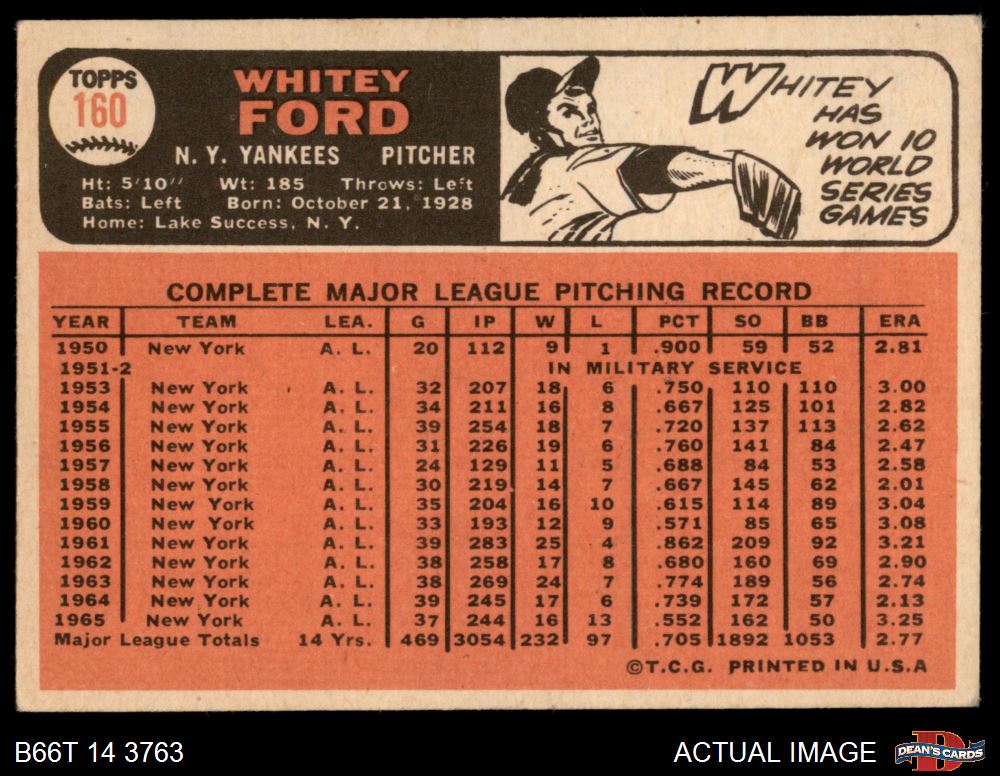 TOPPS
160
WHITEY
FORD
N. Y. YANKEES PITCHER
Ht: 5'10" Wt: 185 Throws: Left
Bats: Left Born: October 21, 1928
Home: Lake Success, N. Y.
WHITEY
HAS
WON 10
WORLD
SERIES
GAMES
COMPLETE MAJOR LEAGUE PITCHING RECORD
YEAR TEAM LEA. G IP W L PCT SO BB ERA
1950 New York A. L. 20 112 9 1 .900 59 52 2.81
1951-2 IN MILITARY SERVICE
1953 New York A. L. 32 207 18 6 .750 110 110 3.00
1954 New York A. L. 34 211 16 8 .667 125 101 2.82
1955 New York A. L. 39 254 18 7 .720 137 113 2.62
1956 New York A. L. 31 226 19 6 .760 141 84 2.47
1957 New York A. L. 24 129 11 5 .688 84 53 2.58
1958 New York A. L. 30 219 14 7 .667 145 62 2.01
1959 New York A. L. 35 204 16 10 .615 114 89 3.04
1960 New York A. L. 33 193 12 9 .571 85 65 3.08
1961 New York A. L. 39 283 25 4 .862 209 92 3.21
1962 New York A. L. 38 258 17 8 .680 160 69 2.90
1963 New York A. L. 38 269 24 7 .774 189 56 2.74
1964 New York A. L. 39 245 17 6 .739 172 57 2.13
1965 New York A. L. 37 244 16 13 .552 162 50 3.25
Major League Totals 14 Yrs. 469 3054 232 97 .705 1892 1053 2.77
©T.C.G. PRINTED IN U.S.A
B66T 14 3763 ACTUAL IMAGE DEAN'S CARDS